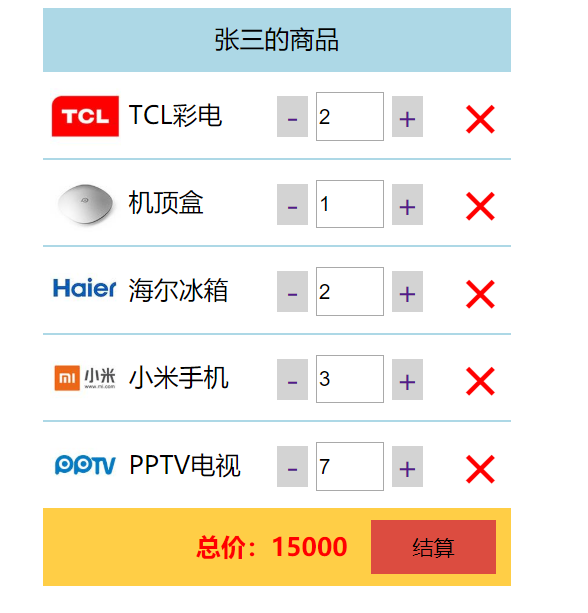 张三的商品
TCL TCL彩电 - 2 + ×
机顶盒 - 1 + ×
Haier 海尔冰箱 - 2 + ×
mi 小米 www.mi.com 小米手机 - 3 + ×
PPTV PPTV电视 - 7 + ×
总价：15000 结算